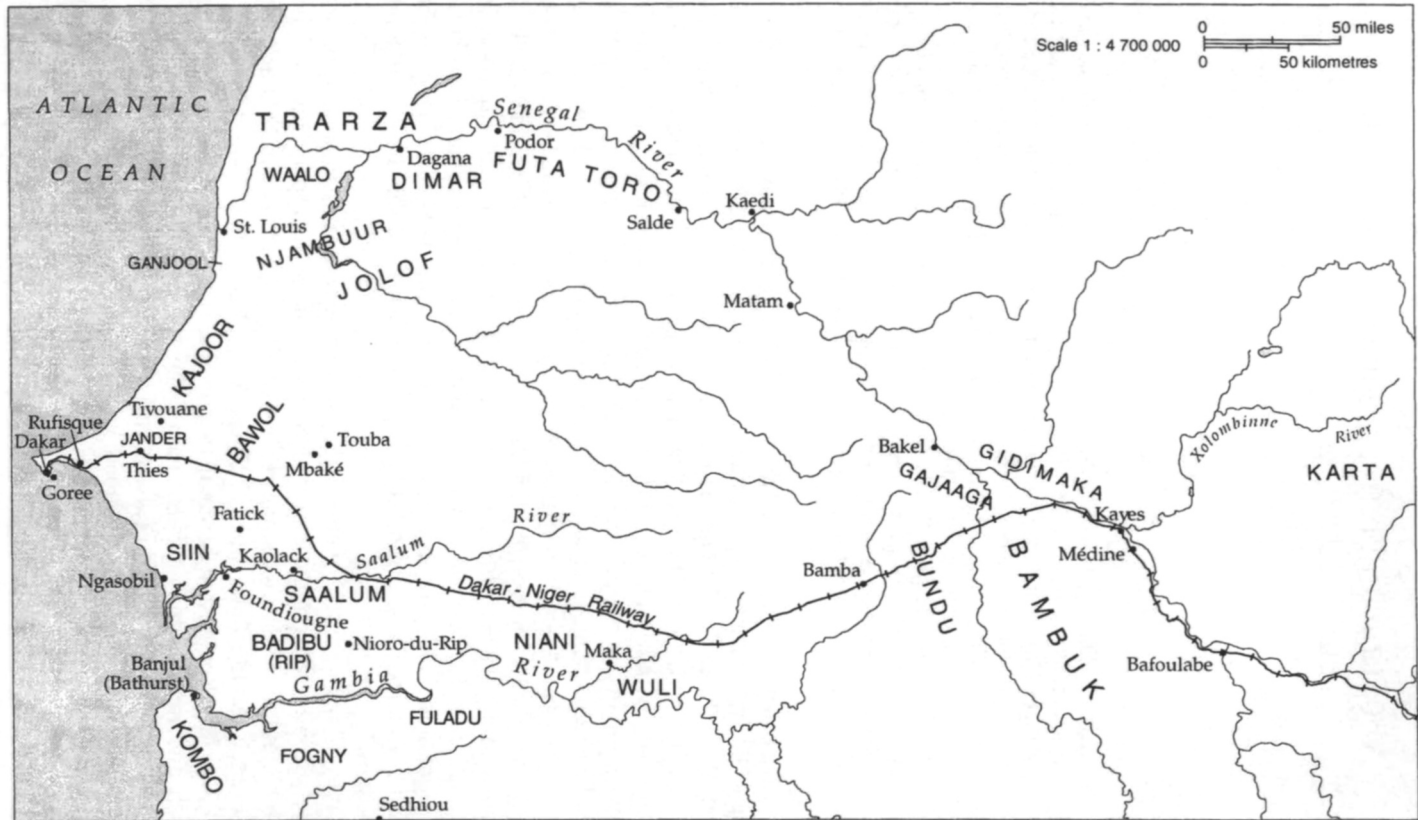 0 50 miles
Scale 1 : 4 700 000
0 50 kilometres
ATLANTIC
OCEAN
TRARZA
Senegal
River
Podor
Dagana
WAALO
DIMAR
FUTA TORO
Kaedi
Salde
St. Louis
NJAMBUUR
GANJOOL
JOLOF
Matam
KAJOOR
Tivouane
Rufisque
Dakar
JANDER
Thies
BAWOL
Touba
Mbaké
Goree
Bakel
GIDIMAKA
GAJAAGA
Xolombinne
River
KARTA
Kayes
Médine
Fatick
SIIN
Kaolack
Saalum
River
Ngasobil
Foundiougne
SAALUM
Dakar - Niger Railway
Bamba
BUNDU
BAMBUK
BADIBU
(RIP)
Nioro-du-Rip
NIANI
Maka
Bafoulabe
Banjul
(Bathurst)
Gambia
River
WULI
FULADU
KOMBO
FOGNY
Sedhiou